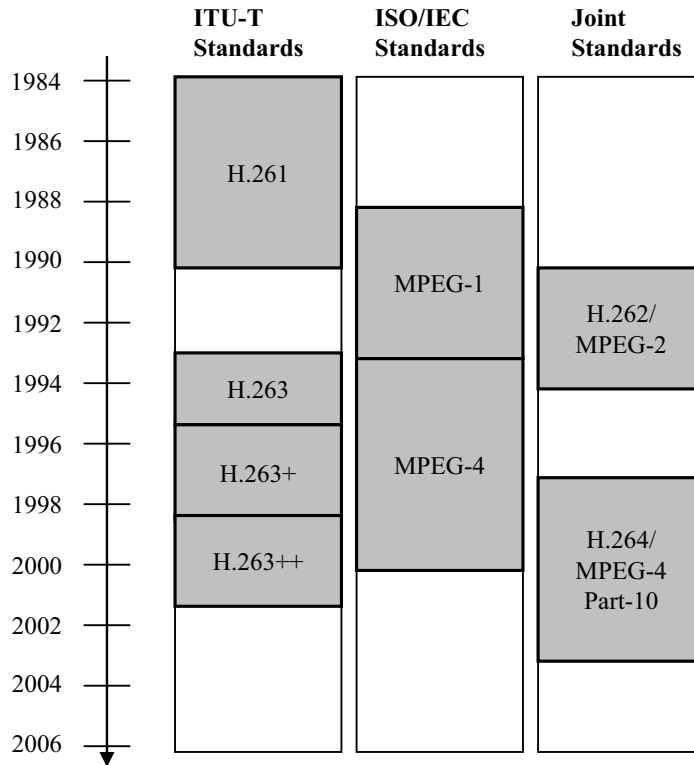 ITU-T
Standards
ISO/IEC
Standards
Joint
Standards
1984
1986
1988
1990
1992
1994
1996
1998
2000
2002
2004
2006
H.261
H.263
H.263+
H.263++
MPEG-1
MPEG-4
H.262/
MPEG-2
H.264/
MPEG-4
Part-10